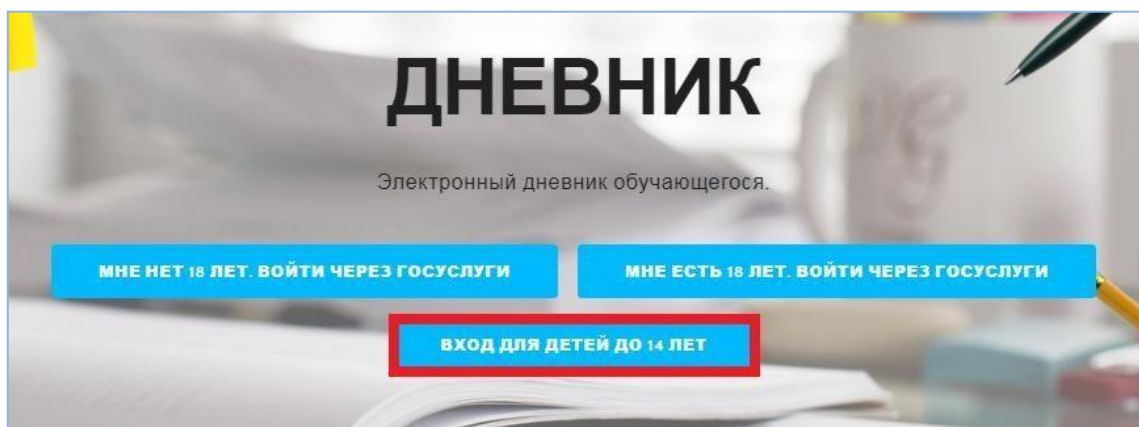 ДНЕВНИК
Электронный дневник обучающегося.
МНЕ НЕТ 18 ЛЕТ. ВОЙТИ ЧЕРЕЗ ГОСУСЛУГИ
МНЕ ЕСТЬ 18 ЛЕТ. ВОЙТИ ЧЕРЕЗ ГОСУСЛУГИ
ВХОД ДЛЯ ДЕТЕЙ ДО 14 ЛЕТ